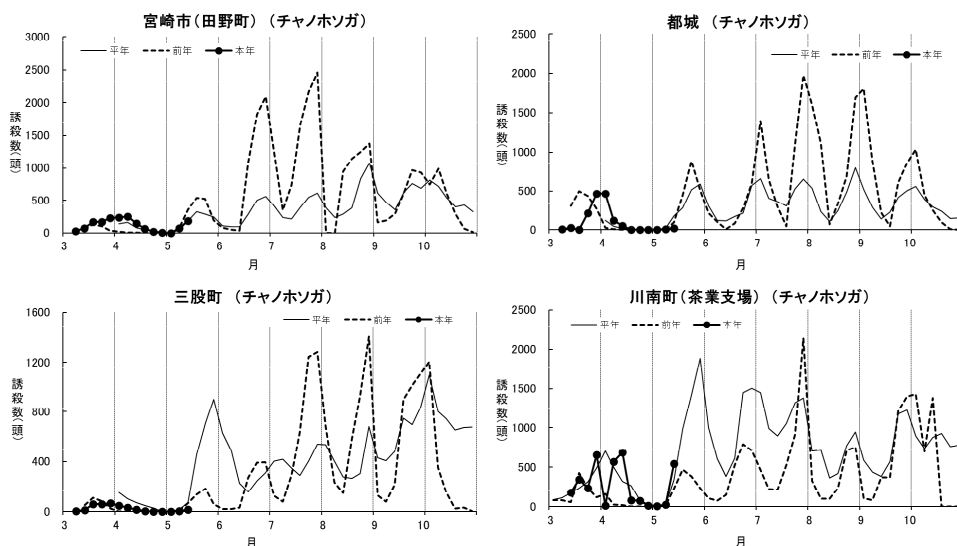 宮崎市(田野町) (チャノホソガ)
平年 前年 本年
3000
2500
2000
1500
1000
500
0
誘殺数(頭)
3 4 5 6 7 8 9 10
月
都城 (チャノホソガ)
平年 前年 本年
2500
2000
1500
1000
500
0
誘殺数(頭)
3 4 5 6 7 8 9 10
月
三股町 (チャノホソガ)
平年 前年 本年
1600
1200
800
400
0
誘殺数(頭)
3 4 5 6 7 8 9 10
月
川南町(茶業支場) (チャノホソガ)
平年 前年 本年
2500
2000
1500
1000
500
0
誘殺数(頭)
3 4 5 6 7 8 9 10
月